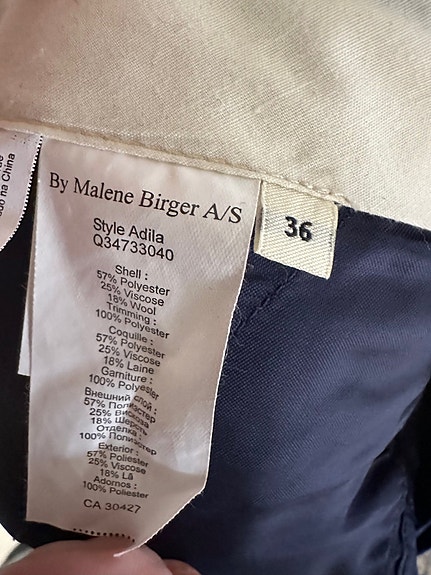 na China
By Malene Birger A/S
36
Style Adila
Q34733040
Shell :
57% Polyester
25% Viscose
18% Wool
Trimming :
100% Polyester
Coquille :
57% Polyester
25% Viscose
18% Laine
Garniture :
100% Polyester
Внешний слой :
57% Полиэстер
25% Вискоза
18% Шерсть
Отделка :
100% Полиэстер
Exterior :
57% Poliester
25% Viscose
18% Lã
Adornos :
100% Poliester
CA 30427